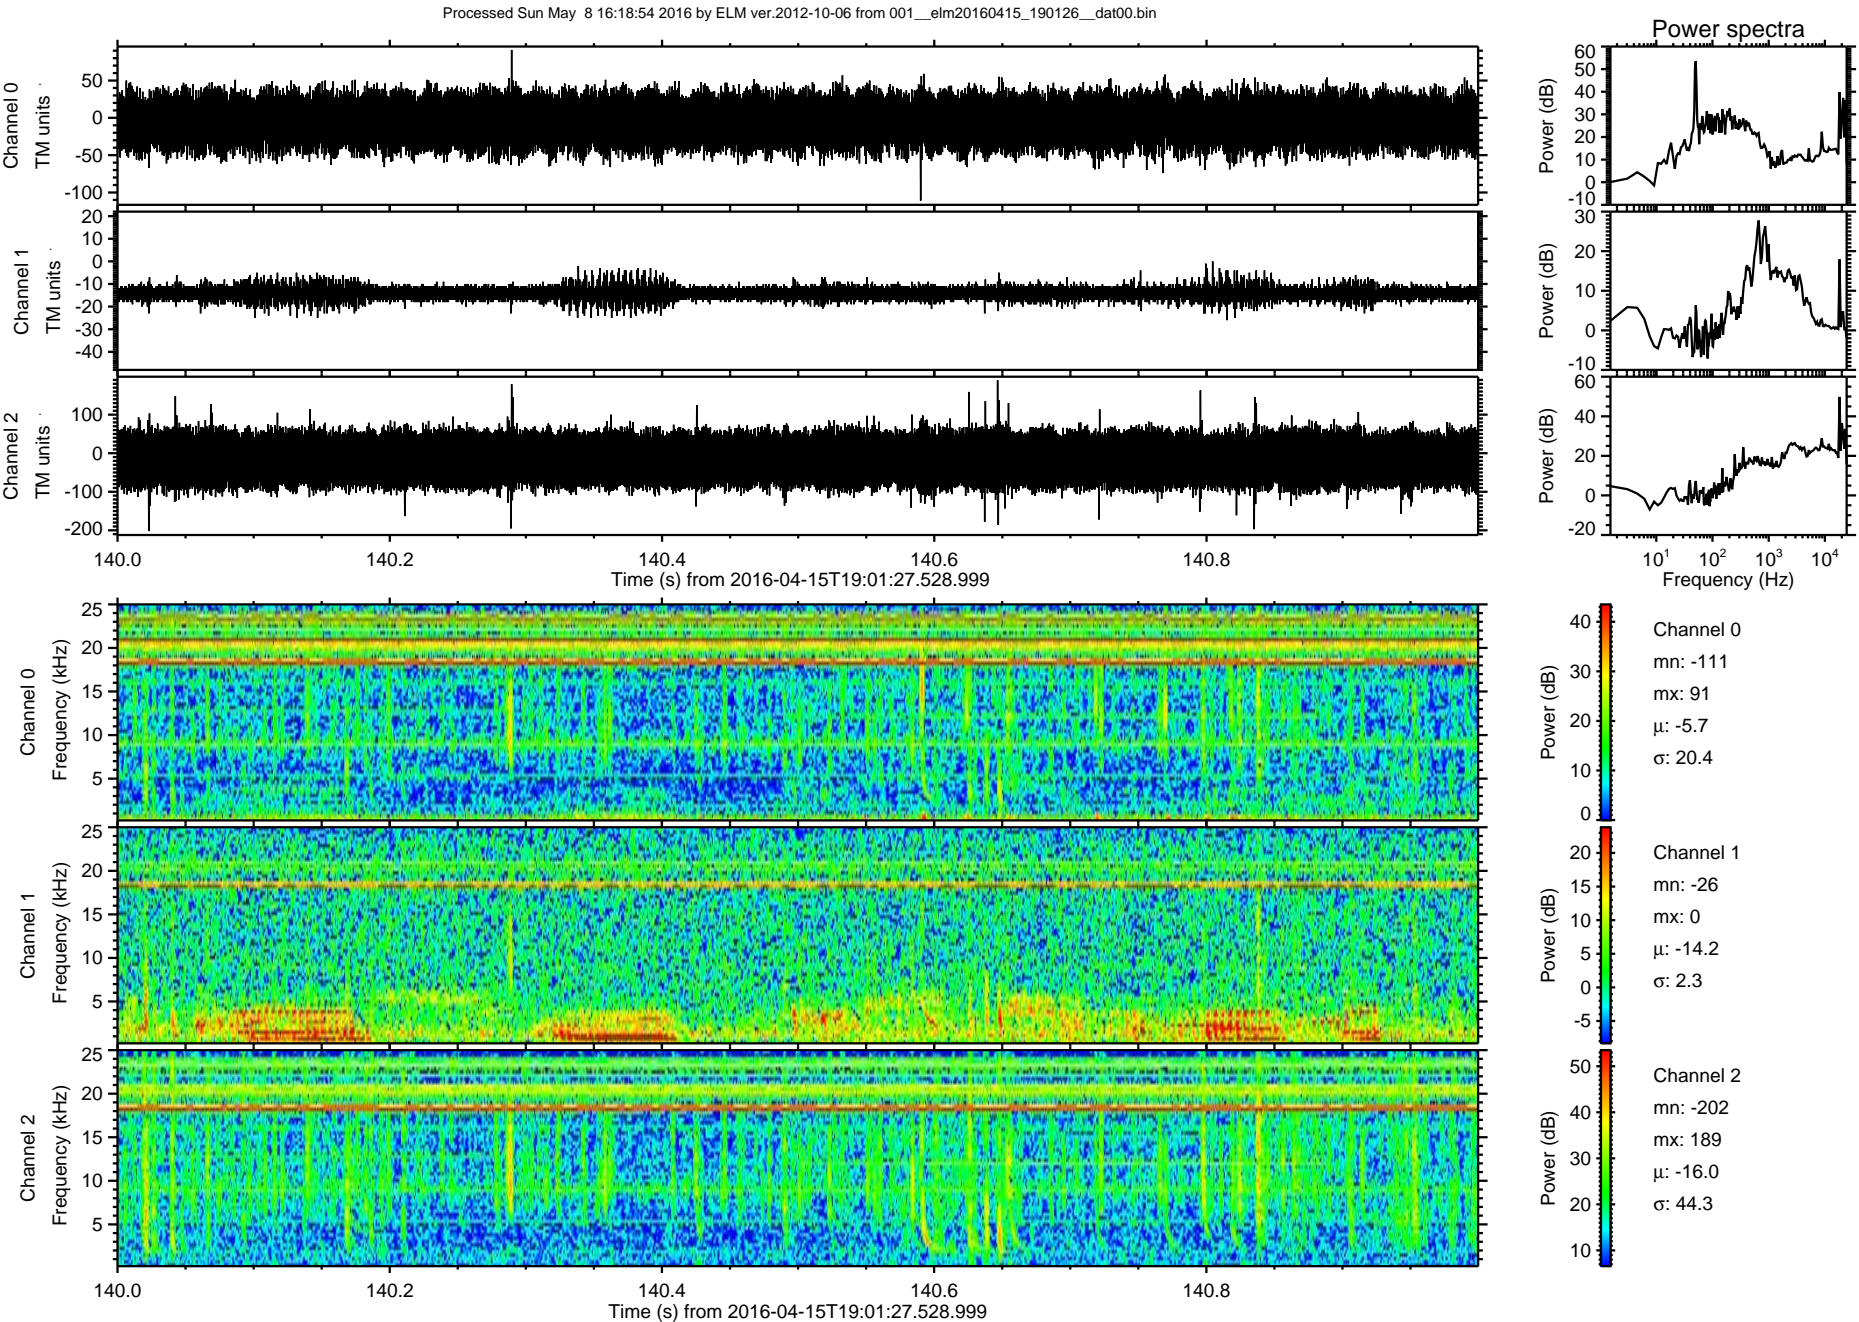 Processed Sun May 8 16:18:54 2016 by ELM ver.2012-10-06 from 001__elm20160415_190126__dat00.bin
Power spectra
Channel 0
TM units
50
0
-50
-100
Power (dB)
60
50
40
30
20
10
0
-10
Channel 1
TM units
20
10
0
-10
-20
-30
-40
Power (dB)
30
20
10
0
-10
Channel 2
TM units
100
0
-100
-200
Power (dB)
60
40
20
0
-20
140.0 140.2 140.4 140.6 140.8
Time (s) from 2016-04-15T19:01:27.528.999
10^1 10^2 10^3 10^4
Frequency (Hz)
Channel 0
Frequency (kHz)
25
20
15
10
5
Power (dB)
40
30
20
10
0
Channel 0
mn: -111
mx: 91
µ: -5.7
σ: 20.4
Channel 1
Frequency (kHz)
25
20
15
10
5
Power (dB)
20
15
10
5
0
-5
Channel 1
mn: -26
mx: 0
µ: -14.2
σ: 2.3
Channel 2
Frequency (kHz)
25
20
15
10
5
Power (dB)
50
40
30
20
10
Channel 2
mn: -202
mx: 189
µ: -16.0
σ: 44.3
140.0 140.2 140.4 140.6 140.8
Time (s) from 2016-04-15T19:01:27.528.999